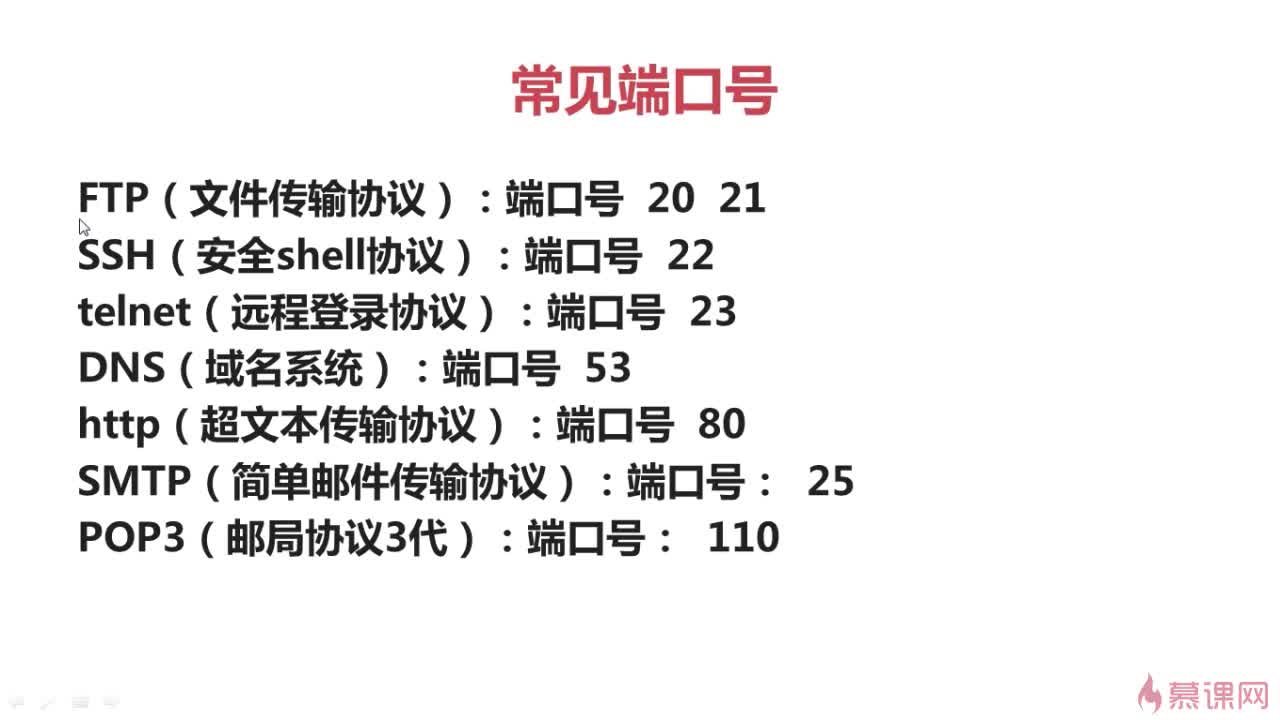 常见端口号
FTP（文件传输协议）：端口号 20 21
SSH（安全shell协议）：端口号 22
telnet（远程登录协议）：端口号 23
DNS（域名系统）：端口号 53
http（超文本传输协议）：端口号 80
SMTP（简单邮件传输协议）：端口号： 25
POP3（邮局协议3代）：端口号： 110
慕课网